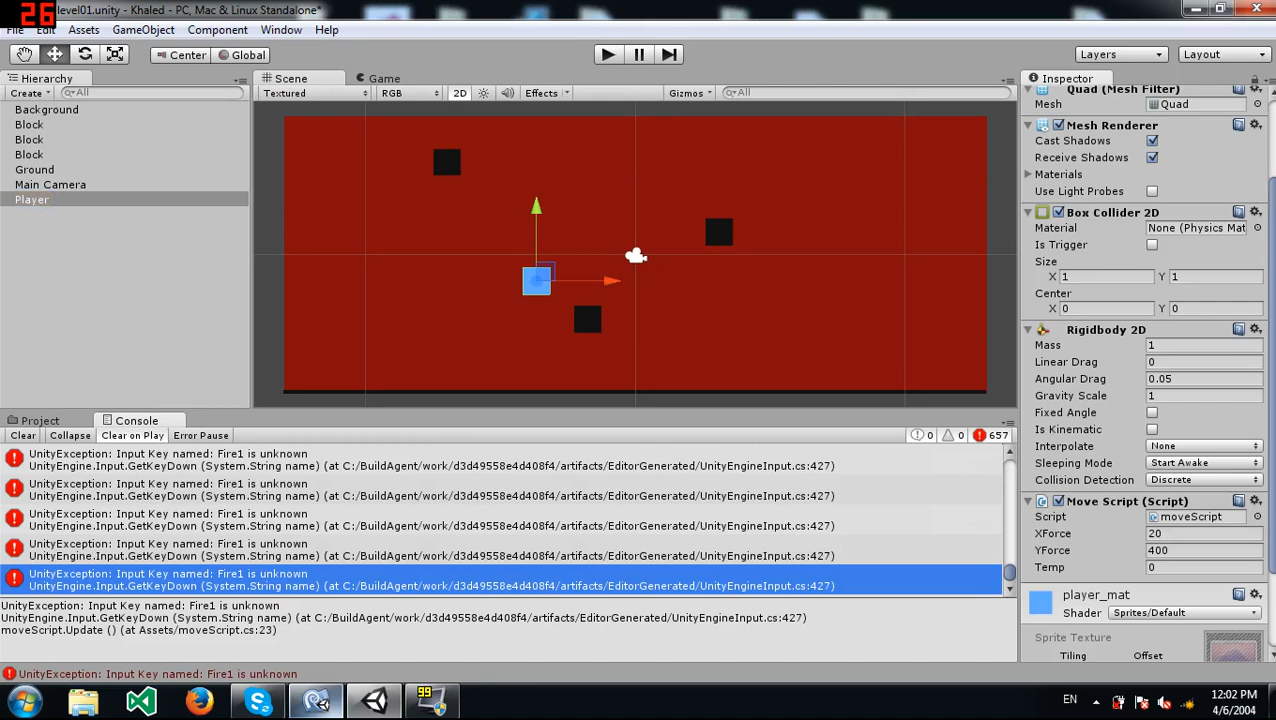 26
level01.unity - Khaled - PC, Mac & Linux Standalone*
File Edit Assets GameObject Component Window Help
Center Global Layers Layout
Hierarchy
Create All
Background
Block
Block
Block
Ground
Main Camera
Player
Scene Game
Textured RGB 2D Effects Gizmos All
Inspector
Quad (Mesh Filter)
Mesh Quad
Mesh Renderer
Cast Shadows
Receive Shadows
Materials
Use Light Probes
Box Collider 2D
Material None (Physics Mat
Is Trigger
Size
X 1 Y 1
Center
X 0 Y 0
Rigidbody 2D
Mass 1
Linear Drag 0
Angular Drag 0.05
Gravity Scale 1
Fixed Angle
Is Kinematic
Interpolate None
Sleeping Mode Start Awake
Collision Detection Discrete
Move Script (Script)
Script moveScript
XForce 20
YForce 400
Temp 0
player_mat
Shader Sprites/Default
Sprite Texture
Tiling Offset
Project Console
Clear Collapse Clear on Play Error Pause 0 0 657
UnityException: Input Key named: Fire1 is unknown
UnityEngine.Input.GetKeyDown (System.String name) (at C:/BuildAgent/work/d3d49558e4d408f4/artifacts/EditorGenerated/UnityEngineInput.cs:427)
UnityException: Input Key named: Fire1 is unknown
UnityEngine.Input.GetKeyDown (System.String name) (at C:/BuildAgent/work/d3d49558e4d408f4/artifacts/EditorGenerated/UnityEngineInput.cs:427)
UnityException: Input Key named: Fire1 is unknown
UnityEngine.Input.GetKeyDown (System.String name) (at C:/BuildAgent/work/d3d49558e4d408f4/artifacts/EditorGenerated/UnityEngineInput.cs:427)
UnityException: Input Key named: Fire1 is unknown
UnityEngine.Input.GetKeyDown (System.String name) (at C:/BuildAgent/work/d3d49558e4d408f4/artifacts/EditorGenerated/UnityEngineInput.cs:427)
UnityException: Input Key named: Fire1 is unknown
UnityEngine.Input.GetKeyDown (System.String name) (at C:/BuildAgent/work/d3d49558e4d408f4/artifacts/EditorGenerated/UnityEngineInput.cs:427)
UnityException: Input Key named: Fire1 is unknown
UnityEngine.Input.GetKeyDown (System.String name) (at C:/BuildAgent/work/d3d49558e4d408f4/artifacts/EditorGenerated/UnityEngineInput.cs:427)
moveScript.Update () (at Assets/moveScript.cs:23)
UnityException: Input Key named: Fire1 is unknown
99
EN
12:02 PM
4/6/2004